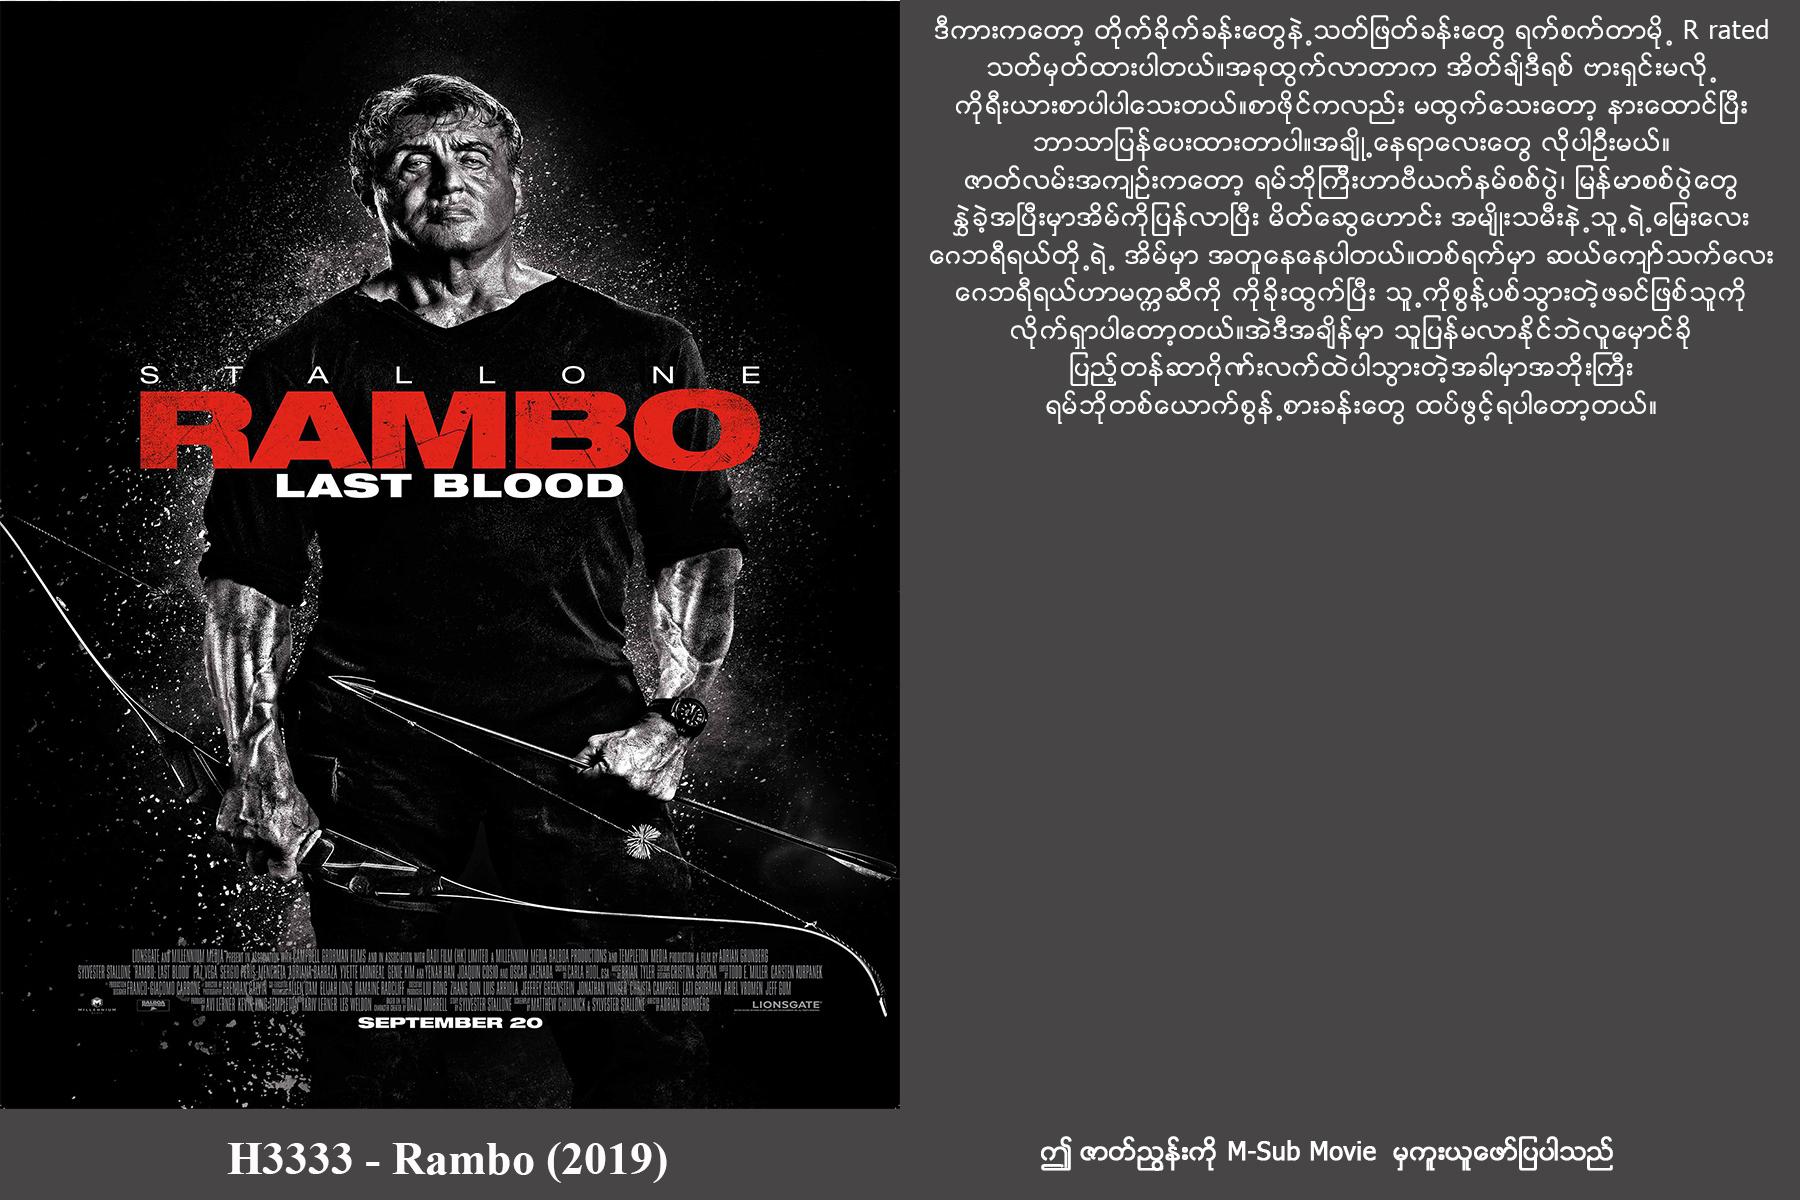 STALLONE
RAMBO
LAST BLOOD
LIONSGATE
SEPTEMBER 20
H3333 - Rambo (2019)
ဒီကားကတော့ တိုက်ခိုက်ခန်းတွေနဲ့သတ်ဖြတ်ခန်းတွေ ရက်စက်တာမို့ R rated
သတ်မှတ်ထားပါတယ်။အခုထွက်လာတာက အိတ်ချ်ဒီရစ် ဗားရှင်းမလို့
ကိုရီးယားစာပါပါသေးတယ်။စာဖိုင်ကလည်း မထွက်သေးတော့ နားထောင်ပြီး
ဘာသာပြန်ပေးထားတာပါ။အချို့နေရာလေးတွေ လိုပါဦးမယ်။
ဇာတ်လမ်းအကျဉ်းကတော့ ရမ်ဘိုကြီးဟာဗီယက်နမ်စစ်ပွဲ၊ မြန်မာစစ်ပွဲတွေ
နွှဲခဲ့အပြီးမှာအိမ်ကိုပြန်လာပြီး မိတ်ဆွေဟောင်း အမျိုးသမီးနဲ့သူ့ရဲ့မြေးလေး
ဂေဘရီရယ်တို့ရဲ့ အိမ်မှာ အတူနေနေပါတယ်။တစ်ရက်မှာ ဆယ်ကျော်သက်လေး
ဂေဘရီရယ်ဟာမက္ကဆီကို ကိုခိုးထွက်ပြီး သူ့ကိုစွန့်ပစ်သွားတဲ့ဖခင်ဖြစ်သူကို
လိုက်ရှာပါတော့တယ်။အဲဒီအချိန်မှာ သူပြန်မလာနိုင်ဘဲလူမှောင်ခို
ပြည့်တန်ဆာဂိုဏ်းလက်ထဲပါသွားတဲ့အခါမှာအဘိုးကြီး
ရမ်ဘိုတစ်ယောက်စွန့်စားခန်းတွေ ထပ်ဖွင့်ရပါတော့တယ်။
ဤ ဇာတ်ညွှန်းကို M-Sub Movie မှကူးယူဖော်ပြပါသည်